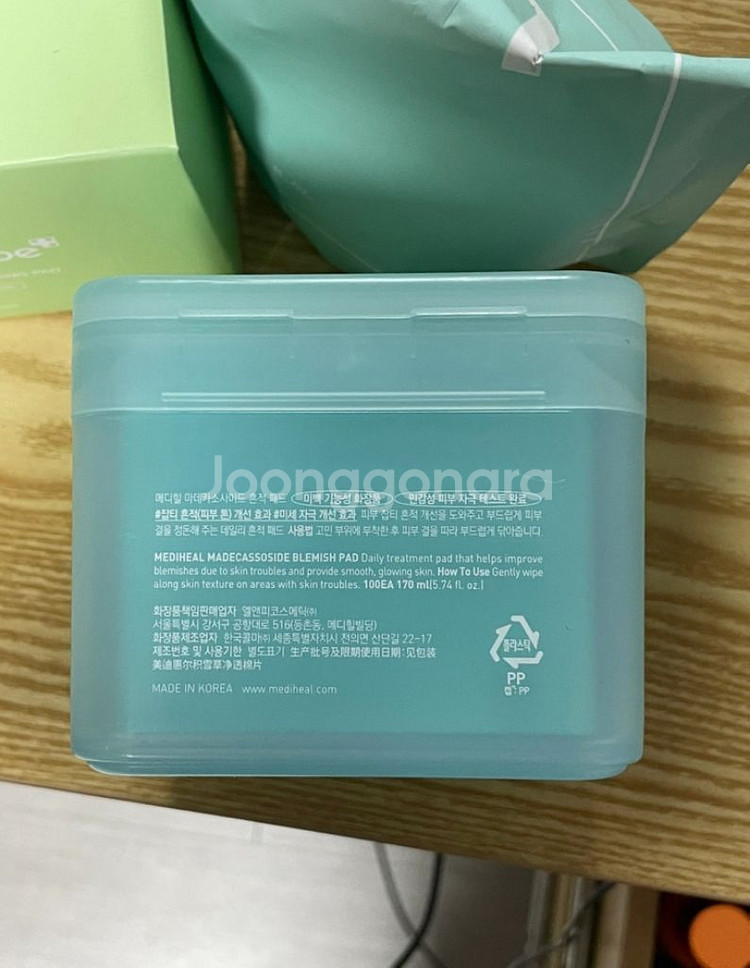 be+
Joonggonara
메디힐 마데카소사이드 흔적 패드 미백 기능성 화장품 민감성 피부 자극 테스트 완료
#잡티 흔적(피부 톤) 개선 효과 #미세 자극 개선 효과 피부 잡티 흔적 개선을 도와주고 부드럽게 피부
결을 정돈해 주는 데일리 흔적 패드 사용법 고민 부위에 부착한 후 피부 결을 따라 부드럽게 닦아줍니다.
MEDIHEAL MADECASSOSIDE BLEMISH PAD Daily treatment pad that helps improve
blemishes due to skin troubles and provide smooth, glowing skin. How To Use Gently wipe
along skin texture on areas with skin troubles. 100EA 170 ml[5.74 fl. oz.]
화장품책임판매업자 엘앤피코스메틱㈜
서울특별시 강서구 공항대로 516(등촌동, 메디힐빌딩)
화장품제조업자 한국콜마㈜ 세종특별자치시 전의면 산단길 22-17
제조번호 및 사용기한 별도표기 生产批号及限期使用日期:见包装
美迪惠尔积雪草净透棉片
MADE IN KOREA www.mediheal.com
플라스틱
PP
캡: PP